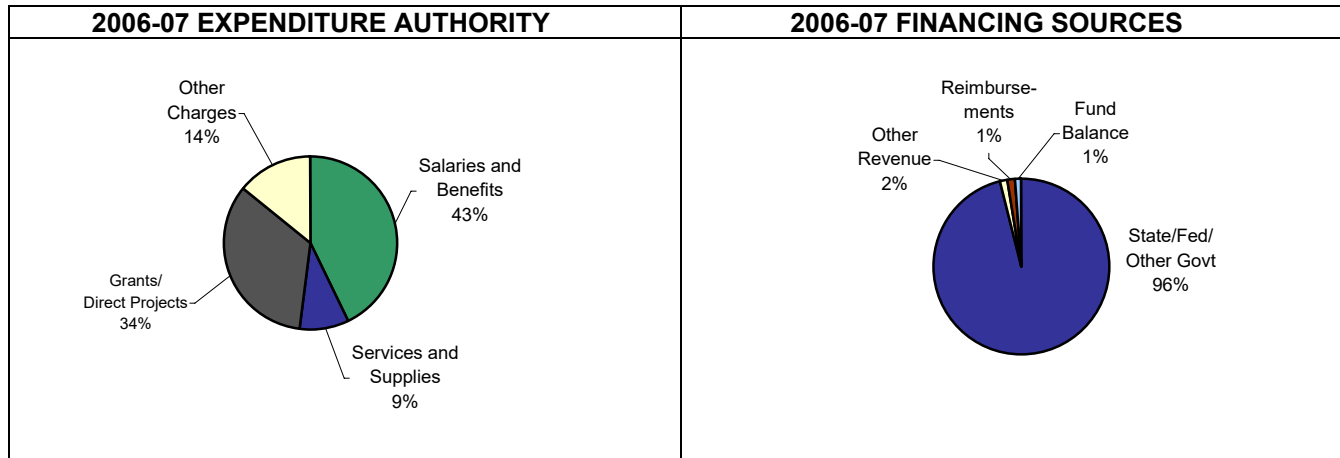 2006-07 EXPENDITURE AUTHORITY
Other
Charges
14%
Salaries and
Benefits
43%
Grants/
Direct Projects
34%
Services and
Supplies
9%
2006-07 FINANCING SOURCES
Reimburse-
ments
1%
Fund
Balance
1%
Other
Revenue
2%
State/Fed/
Other Govt
96%